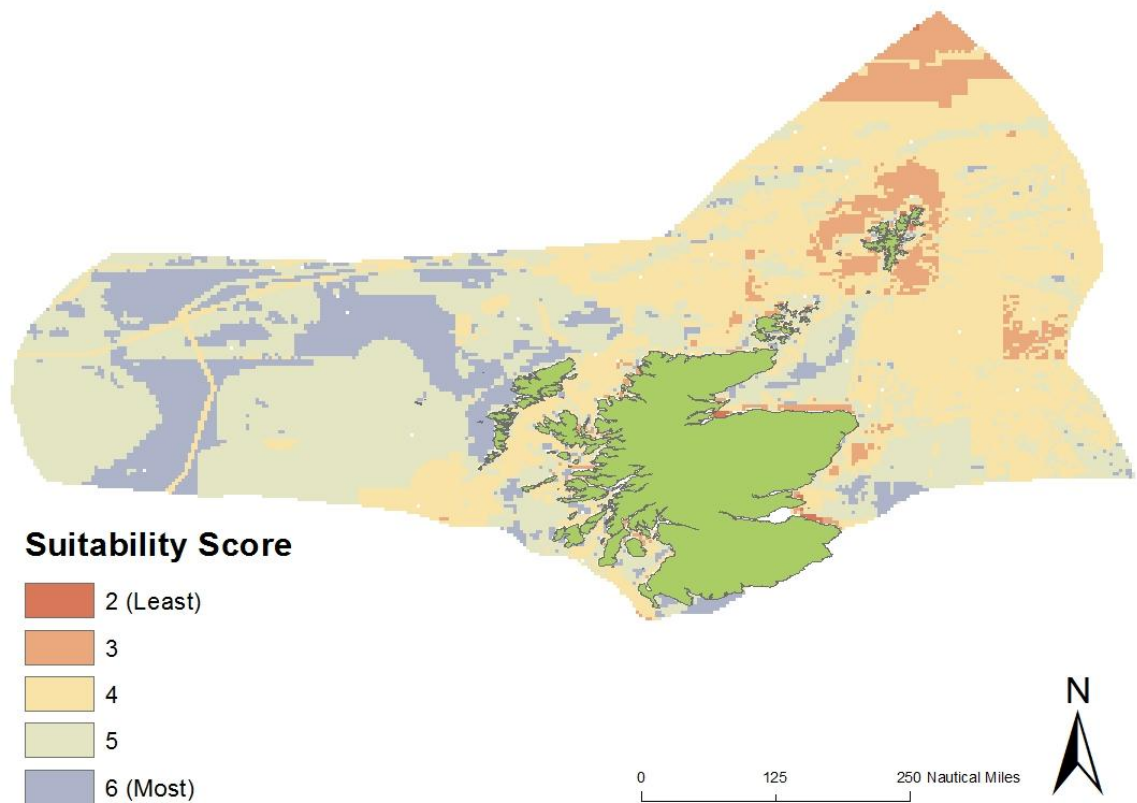 Suitability Score
2 (Least)
3
4
5
6 (Most)
N
0 125 250 Nautical Miles